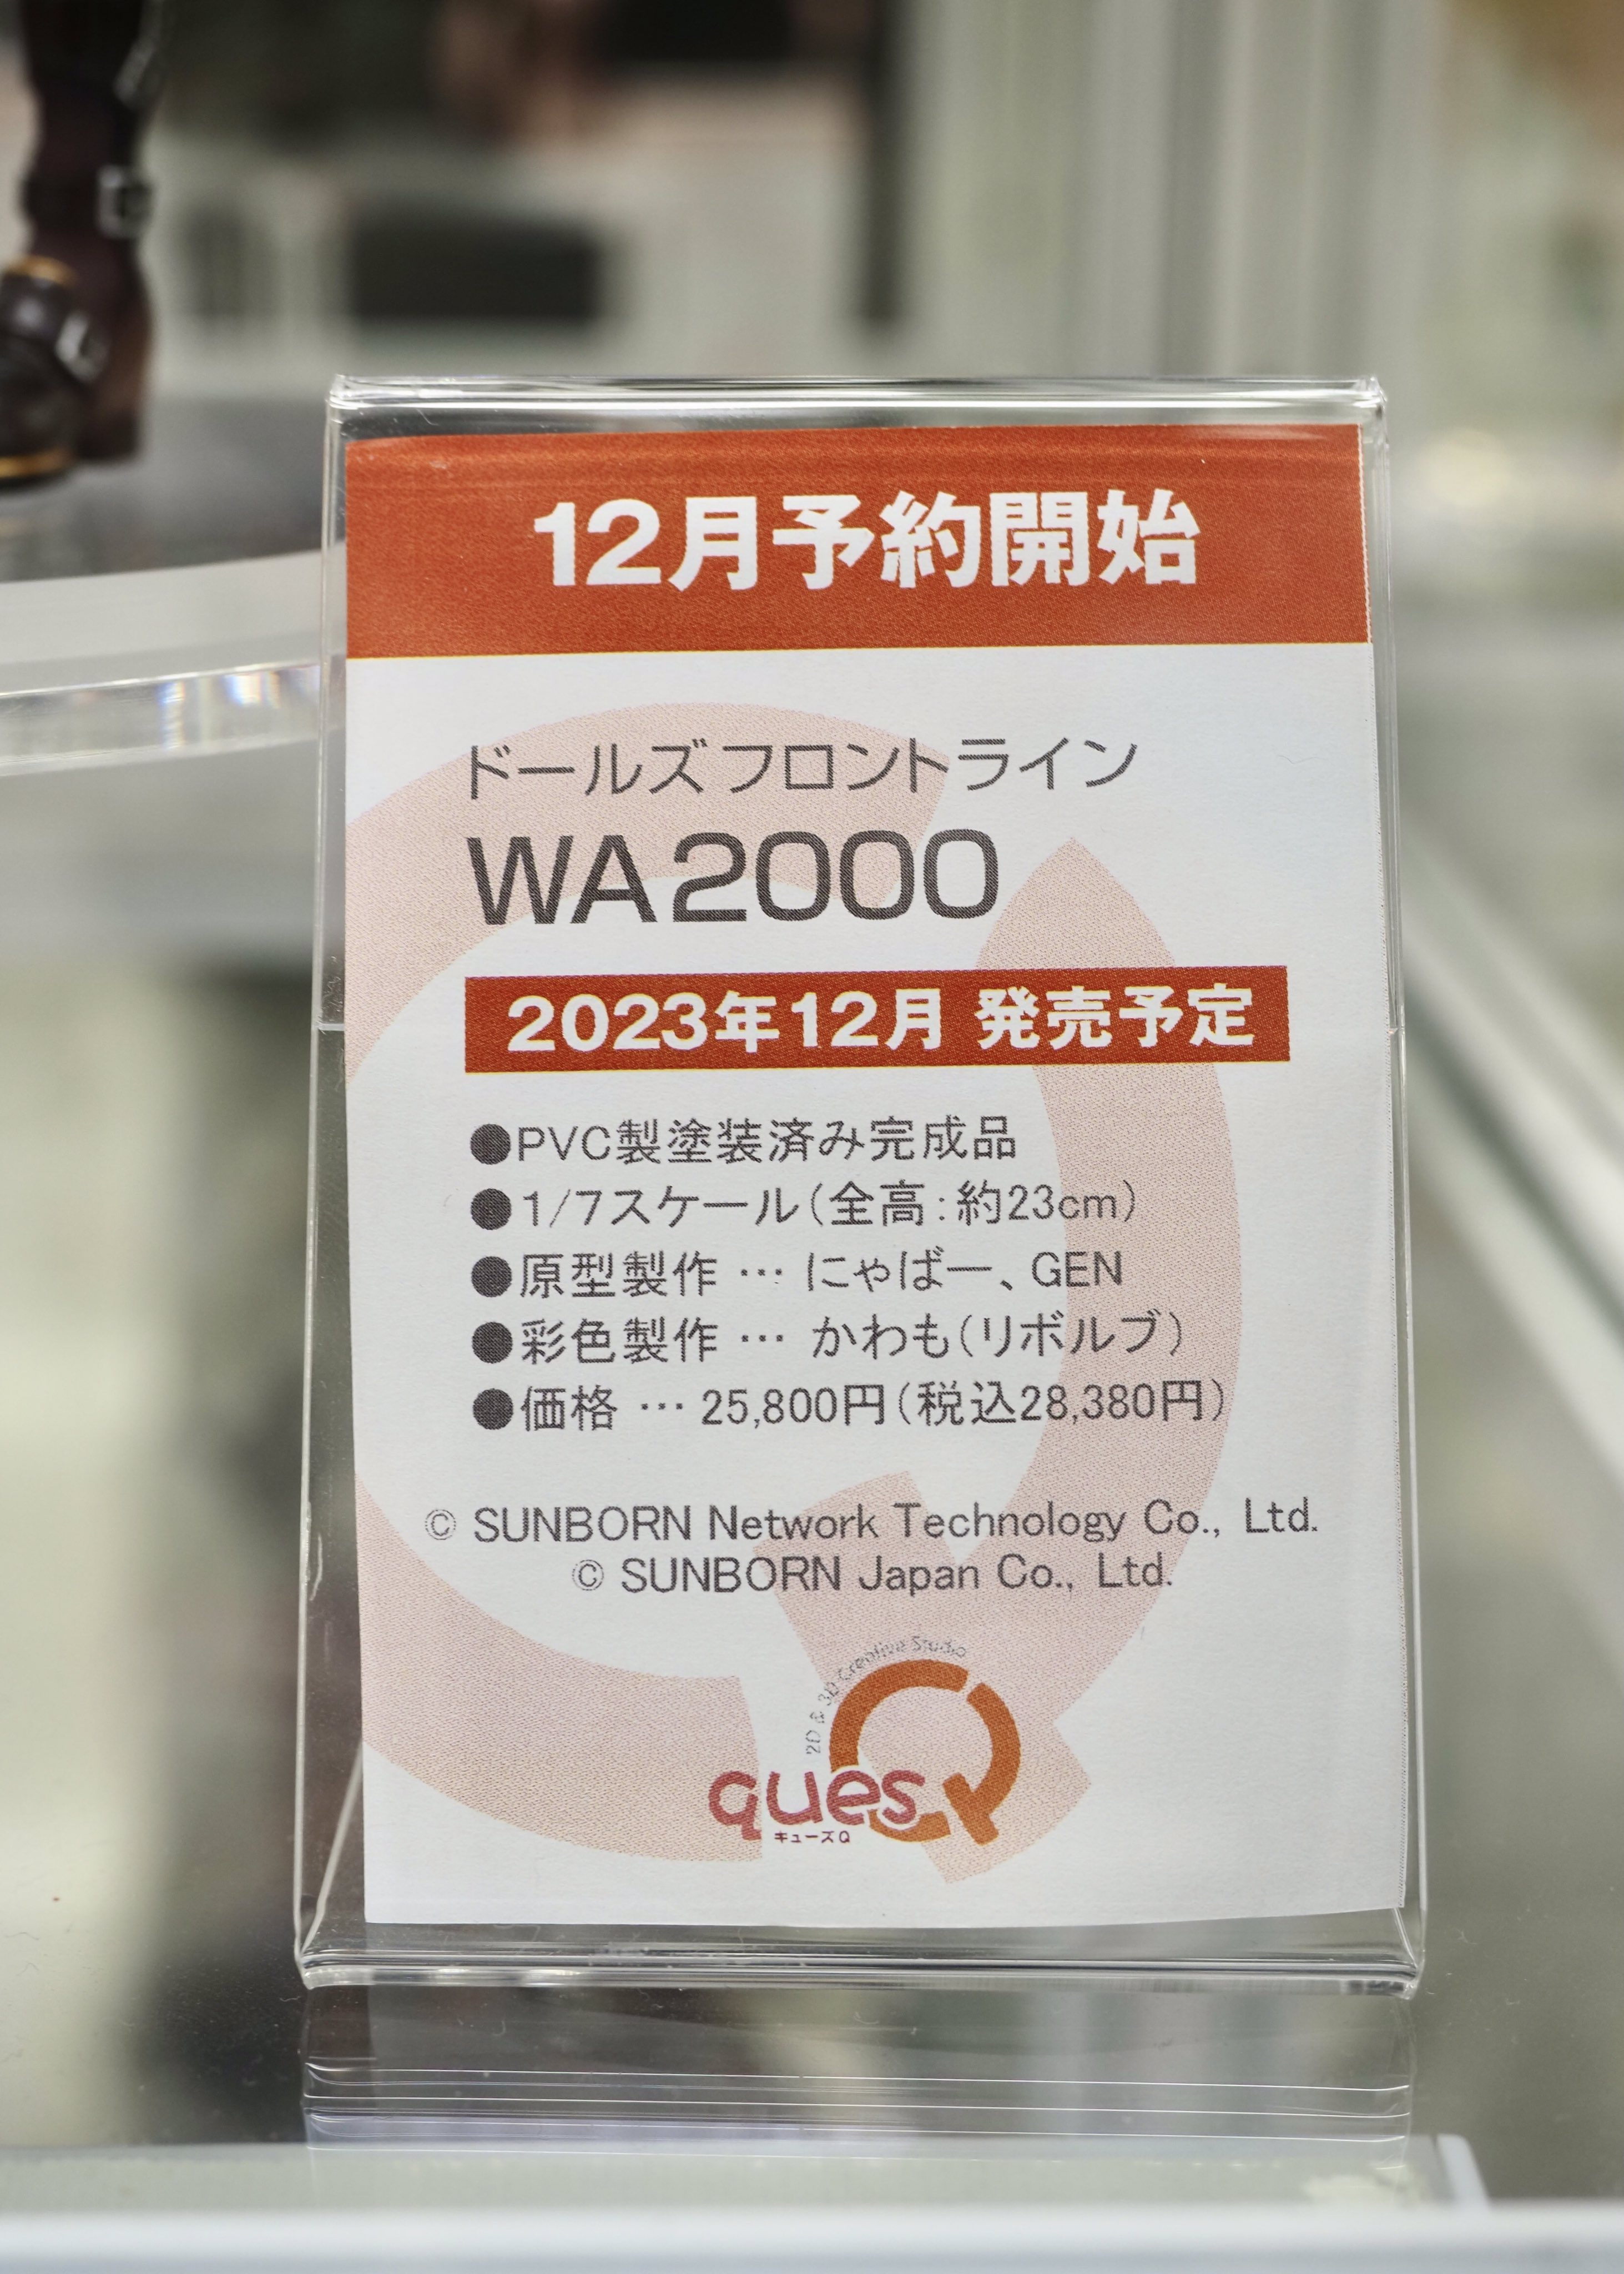 12月予約開始
ドールズフロントライン
WA2000
2023年12月 発売予定
●PVC製塗装済み完成品
●1/7スケール(全高:約23cm)
●原型製作 … にゃばー、GEN
●彩色製作 … かわも(リボルブ)
●価格 … 25,800円(税込28,380円)
© SUNBORN Network Technology Co., Ltd.
© SUNBORN Japan Co., Ltd.
2D & 3D Creative Studio
quesQ
キューズQ